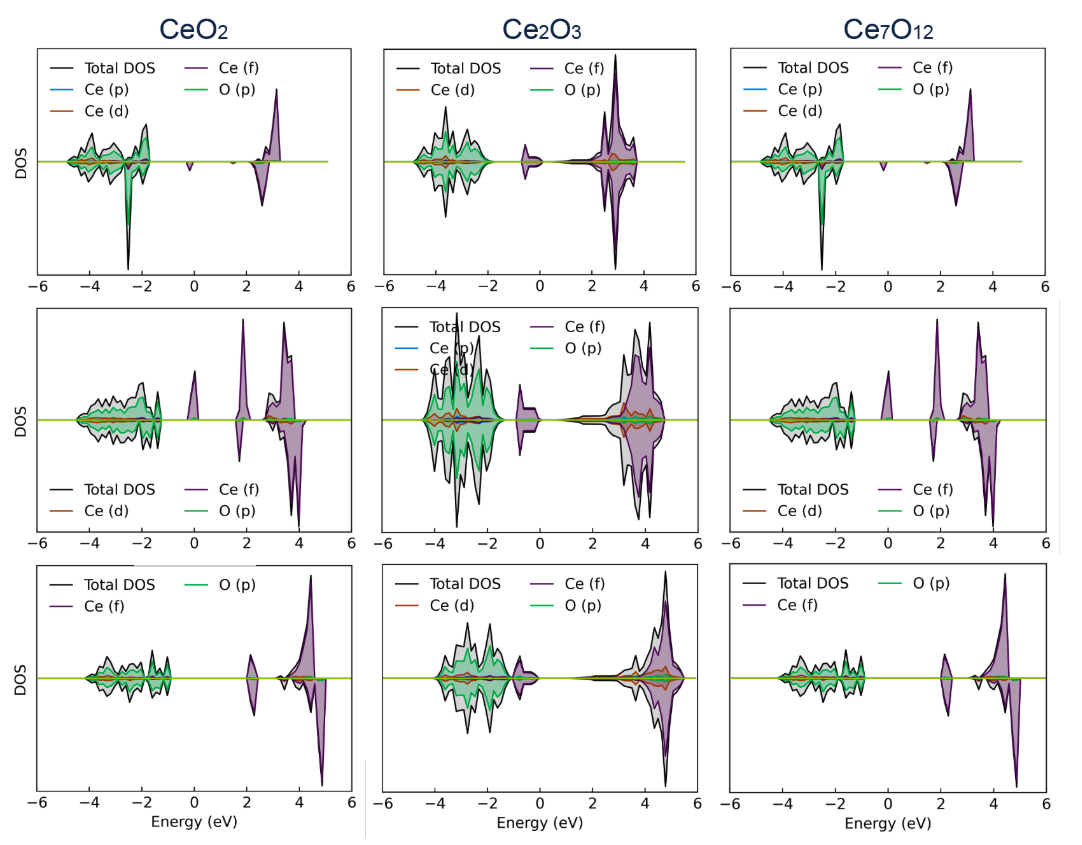 CeO₂ Ce₂O₃ Ce₇O₁₂
Total DOS Ce (f)
Ce (p) O (p)
Ce (d)
DOS
−6 −4 −2 0 2 4 6
Total DOS Ce (f)
Ce (d) O (p)
−6 −4 −2 0 2 4 6
Total DOS Ce (f)
Ce (p) O (p)
Ce (d)
−6 −4 −2 0 2 4 6
DOS
Total DOS Ce (f)
Ce (d) O (p)
−6 −4 −2 0 2 4 6
Total DOS Ce (f)
Ce (p) O (p)
Ce (d)
−6 −4 −2 0 2 4 6
Total DOS Ce (f)
Ce (d) O (p)
−6 −4 −2 0 2 4 6
Total DOS O (p)
Ce (f)
DOS
−6 −4 −2 0 2 4 6
Energy (eV)
Total DOS Ce (f)
Ce (d) O (p)
−6 −4 −2 0 2 4 6
Energy (eV)
Total DOS O (p)
Ce (f)
−6 −4 −2 0 2 4 6
Energy (eV)